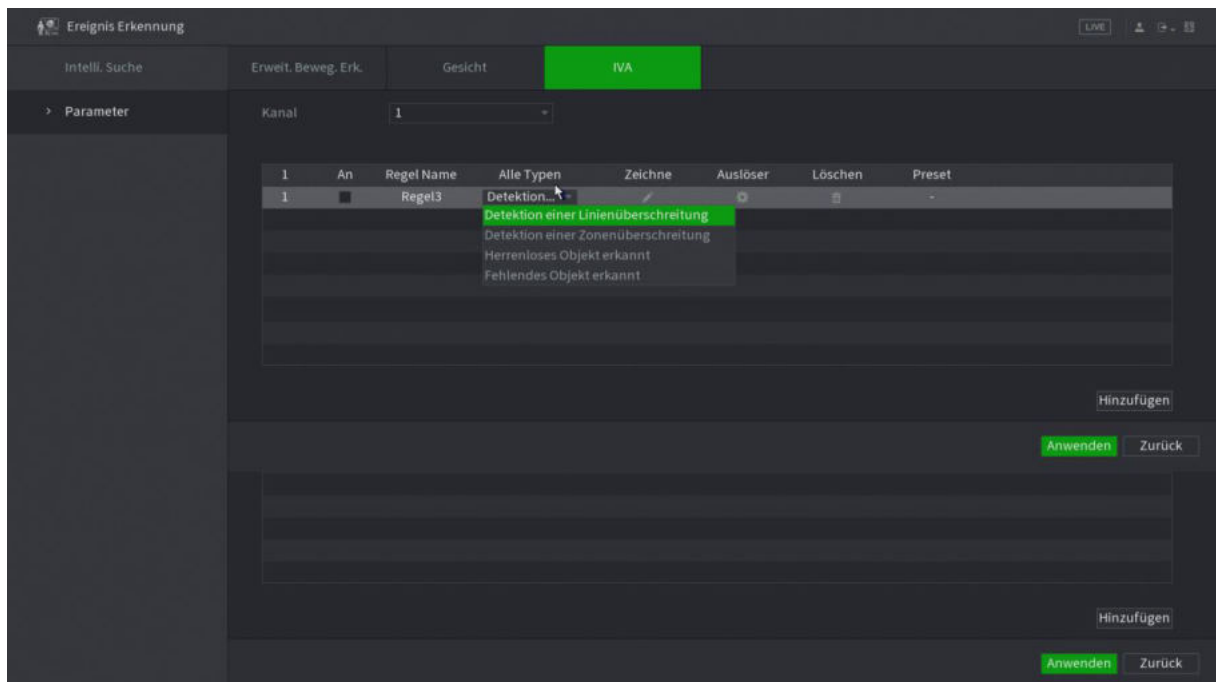 Ereignis Erkennung
LIVE
Intelli. Suche
Erweit. Beweg. Erk. Gesicht IVA
> Parameter
Kanal 1
1 An Regel Name Alle Typen Zeichne Auslöser Löschen Preset
1 Regel3 Detektion... -
Detektion einer Linienüberschreitung
Detektion einer Zonenüberschreitung
Herrenloses Objekt erkannt
Fehlendes Objekt erkannt
Hinzufügen
Anwenden Zurück
Hinzufügen
Anwenden Zurück